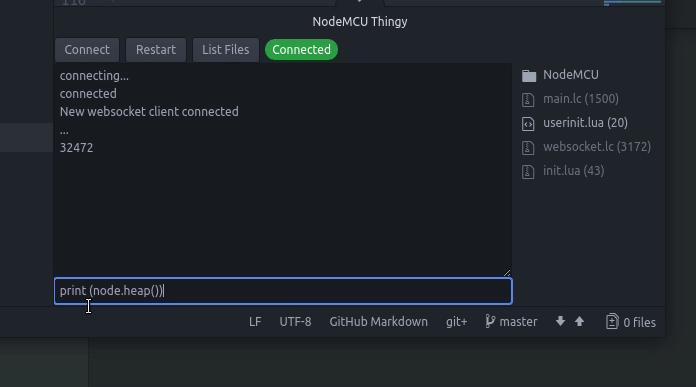 NodeMCU Thingy
Connect Restart List Files Connected
connecting...
connected
New websocket client connected
...
32472
print (node.heap())
NodeMCU
main.lc (1500)
userinit.lua (20)
websocket.lc (3172)
init.lua (43)
LF UTF-8 GitHub Markdown git+ master 0 files